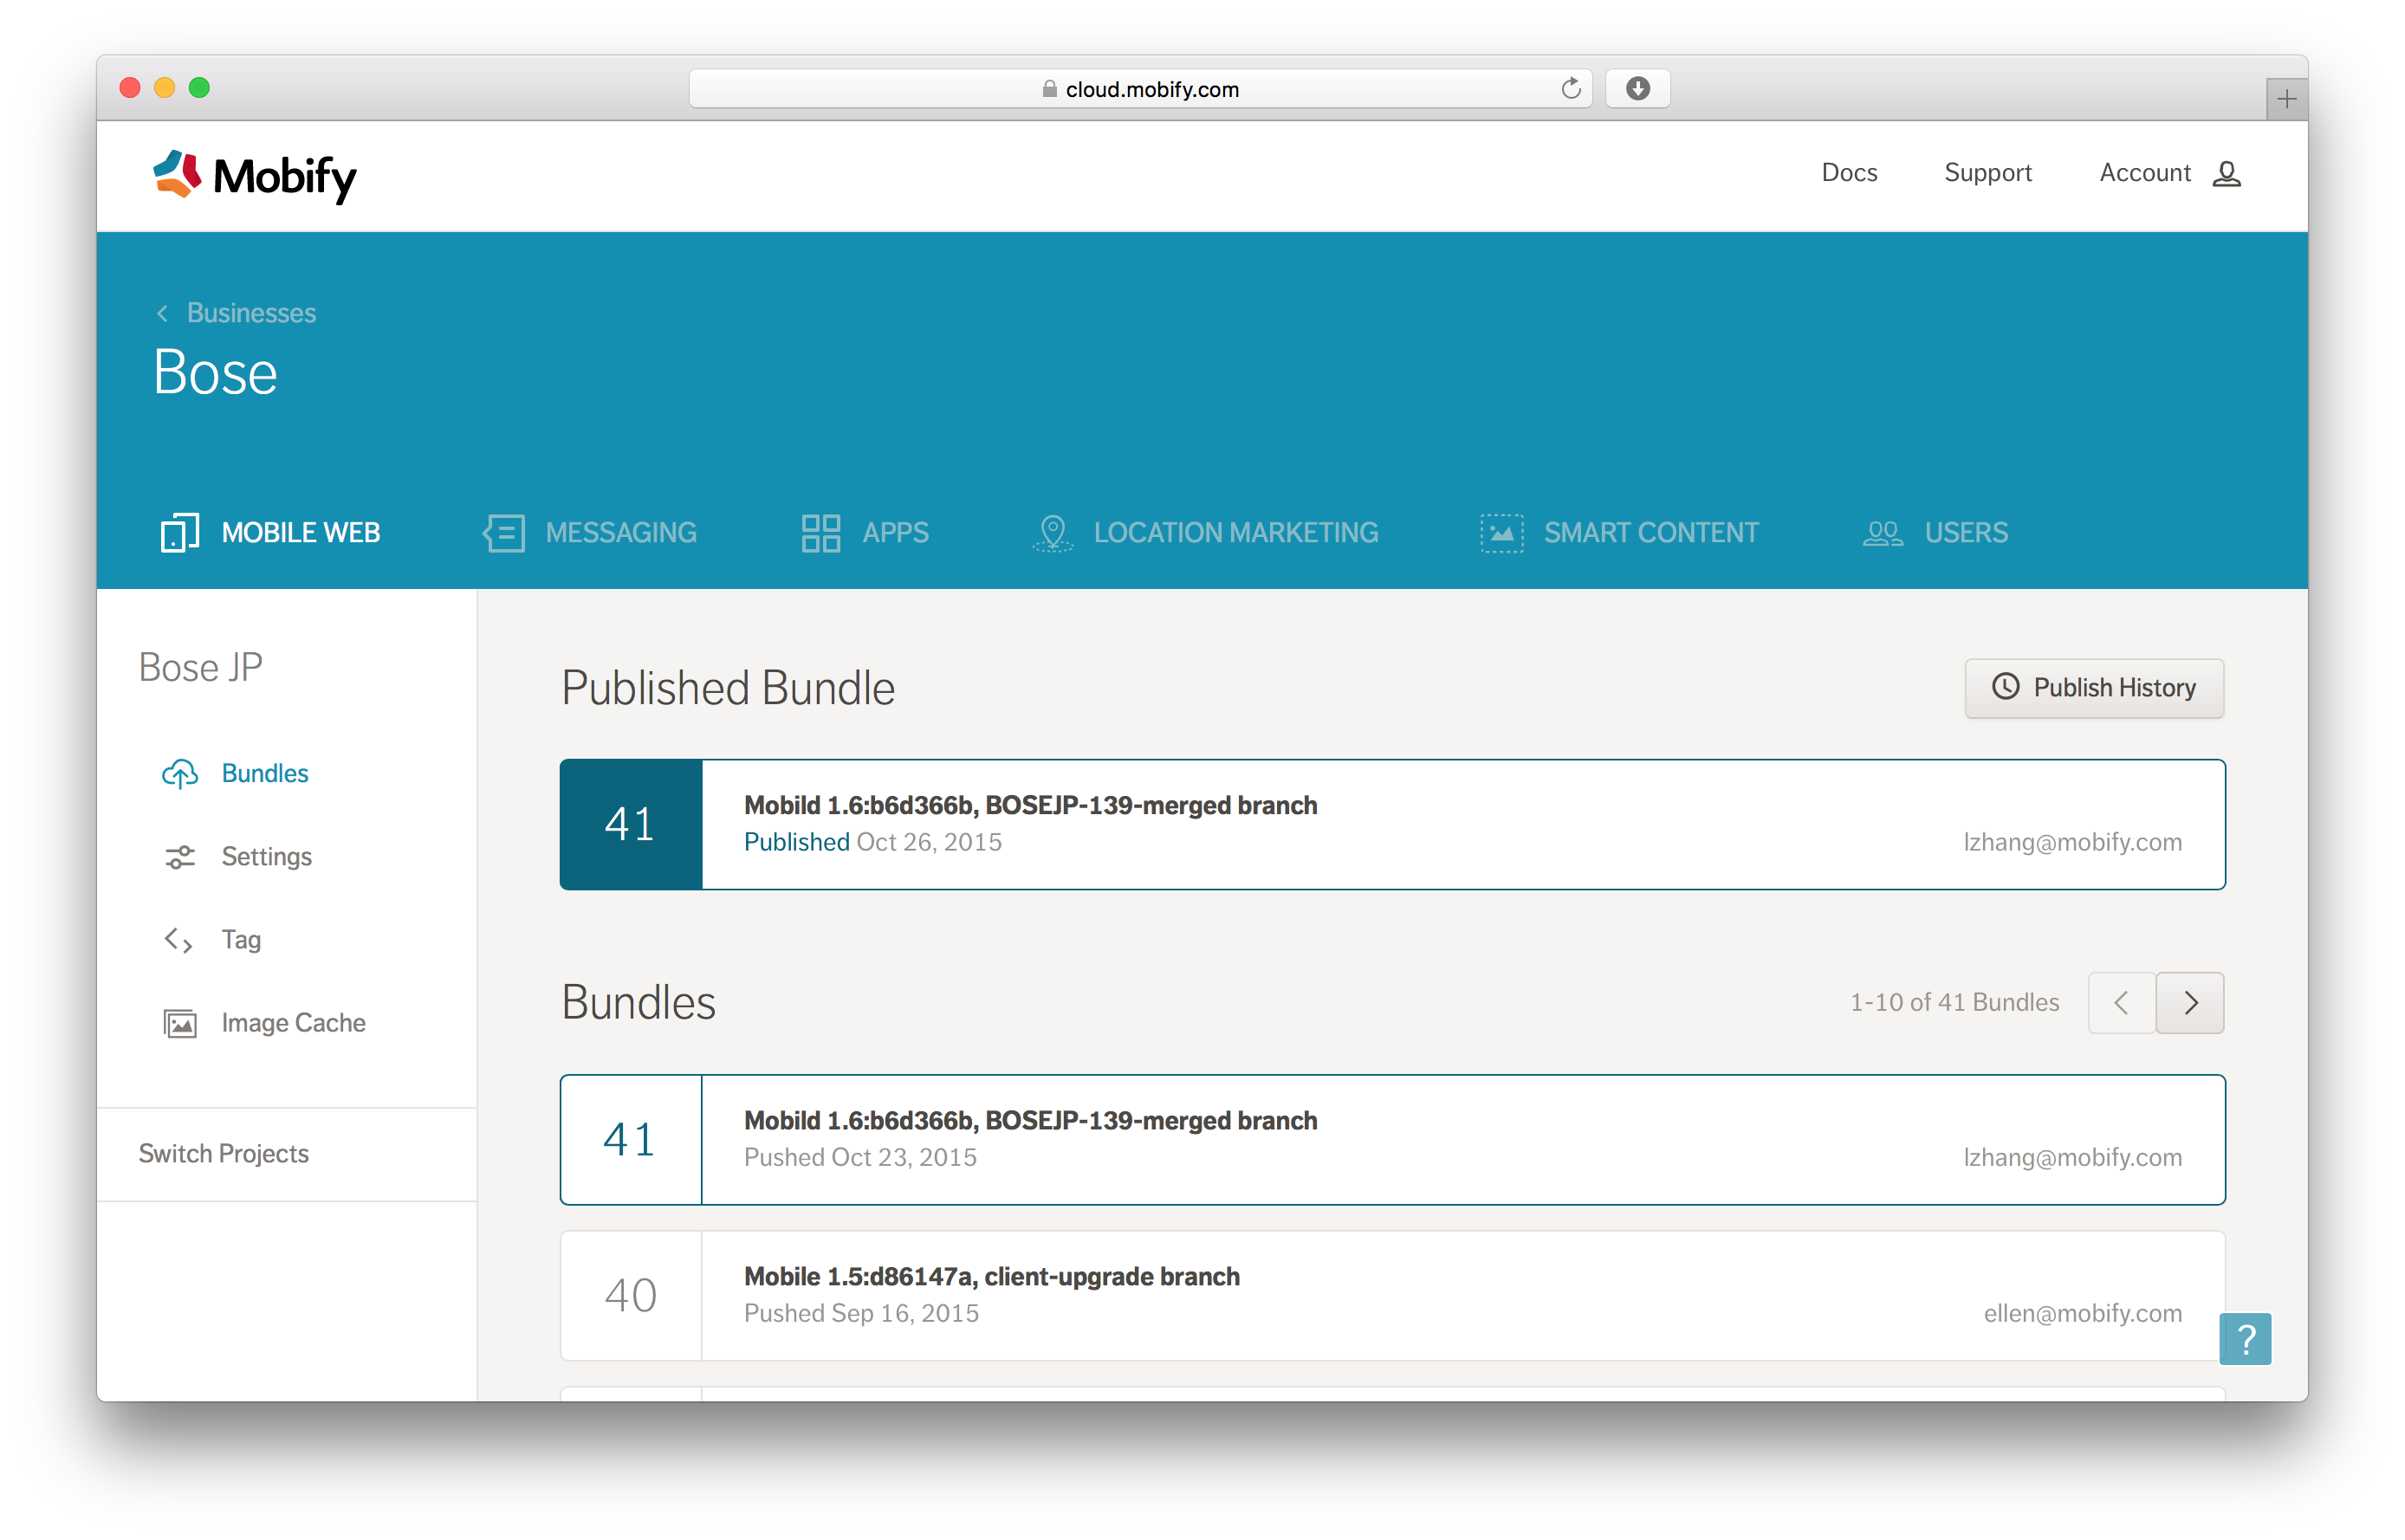 cloud.mobify.com
Mobify
Docs Support Account
Businesses
Bose
MOBILE WEB MESSAGING APPS LOCATION MARKETING SMART CONTENT USERS
Bose JP
Bundles
Settings
Tag
Image Cache
Switch Projects
Published Bundle
Publish History
41
Mobild 1.6:b6d366b, BOSEJP-139-merged branch
Published Oct 26, 2015
lzhang@mobify.com
Bundles
1-10 of 41 Bundles
41
Mobild 1.6:b6d366b, BOSEJP-139-merged branch
Pushed Oct 23, 2015
lzhang@mobify.com
40
Mobile 1.5:d86147a, client-upgrade branch
Pushed Sep 16, 2015
ellen@mobify.com
?